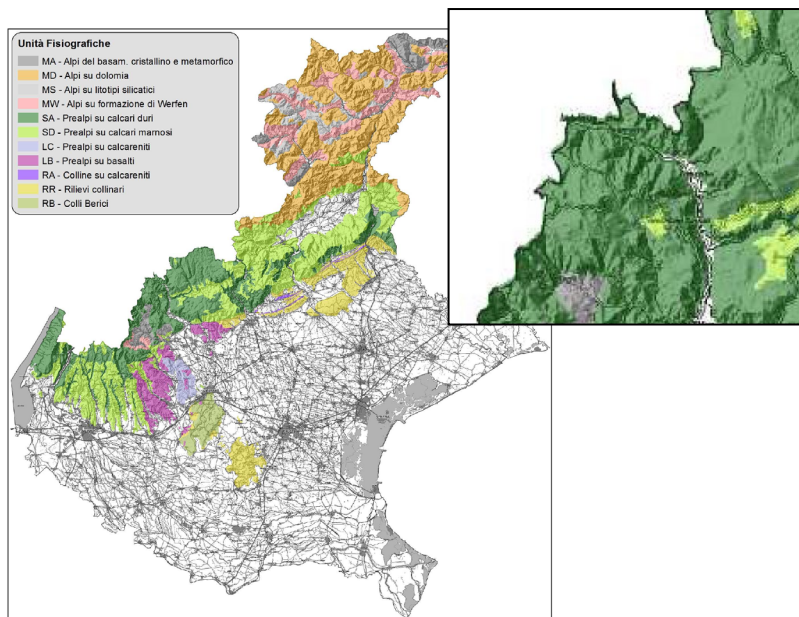 Unità Fisiografiche
MA - Alpi del basam. cristallino e metamorfico
MD - Alpi su dolomia
MS - Alpi su litotipi silicatici
MW - Alpi su formazione di Werfen
SA - Prealpi su calcari duri
SD - Prealpi su calcari marnosi
LC - Prealpi su calcareniti
LB - Prealpi su basalti
RA - Colline su calcareniti
RR - Rilievi collinari
RB - Colli Berici